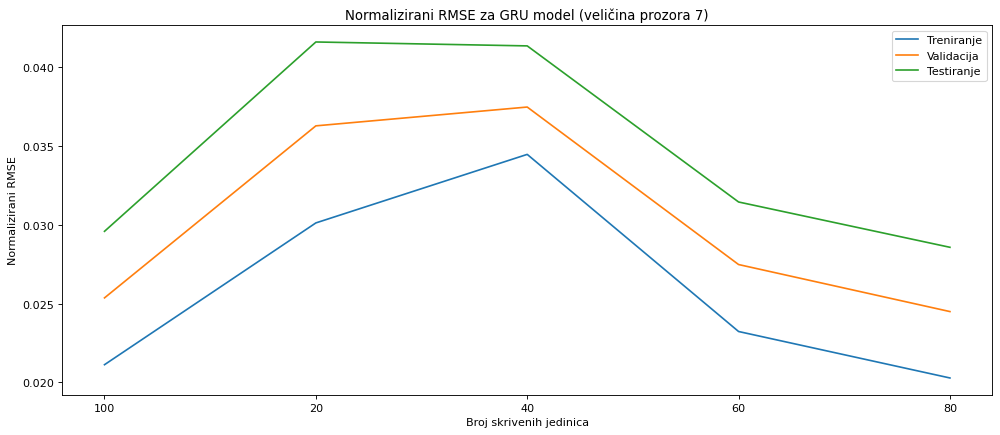 Normalizirani RMSE za GRU model (veličina prozora 7)
Treniranje
Validacija
Testiranje
Normalizirani RMSE
0.040
0.035
0.030
0.025
0.020
100 20 40 60 80
Broj skrivenih jedinica